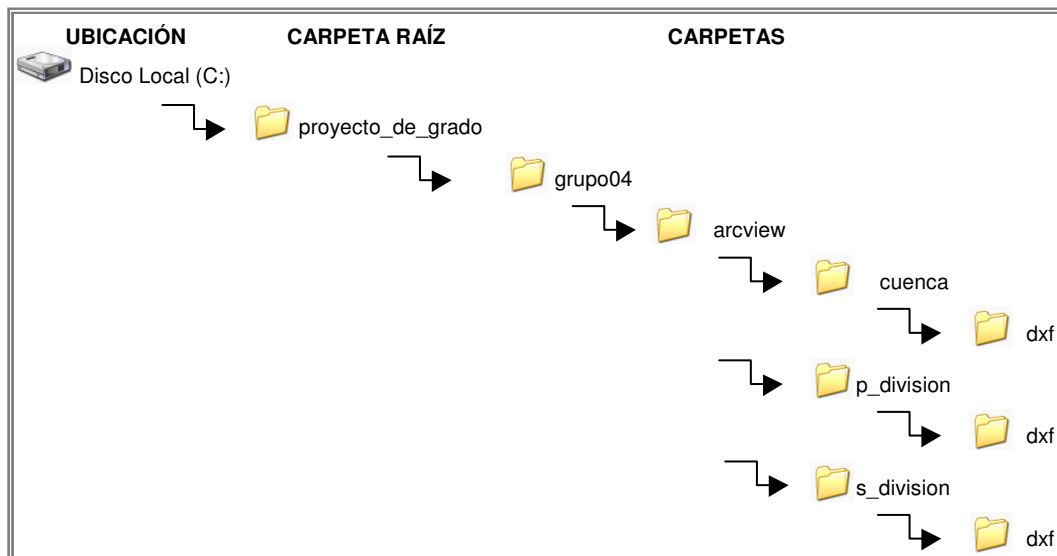 UBICACIÓN CARPETA RAÍZ CARPETAS
Disco Local (C:)
proyecto_de_grado
grupo04
arcview
cuenca
dxf
p_division
dxf
s_division
dxf